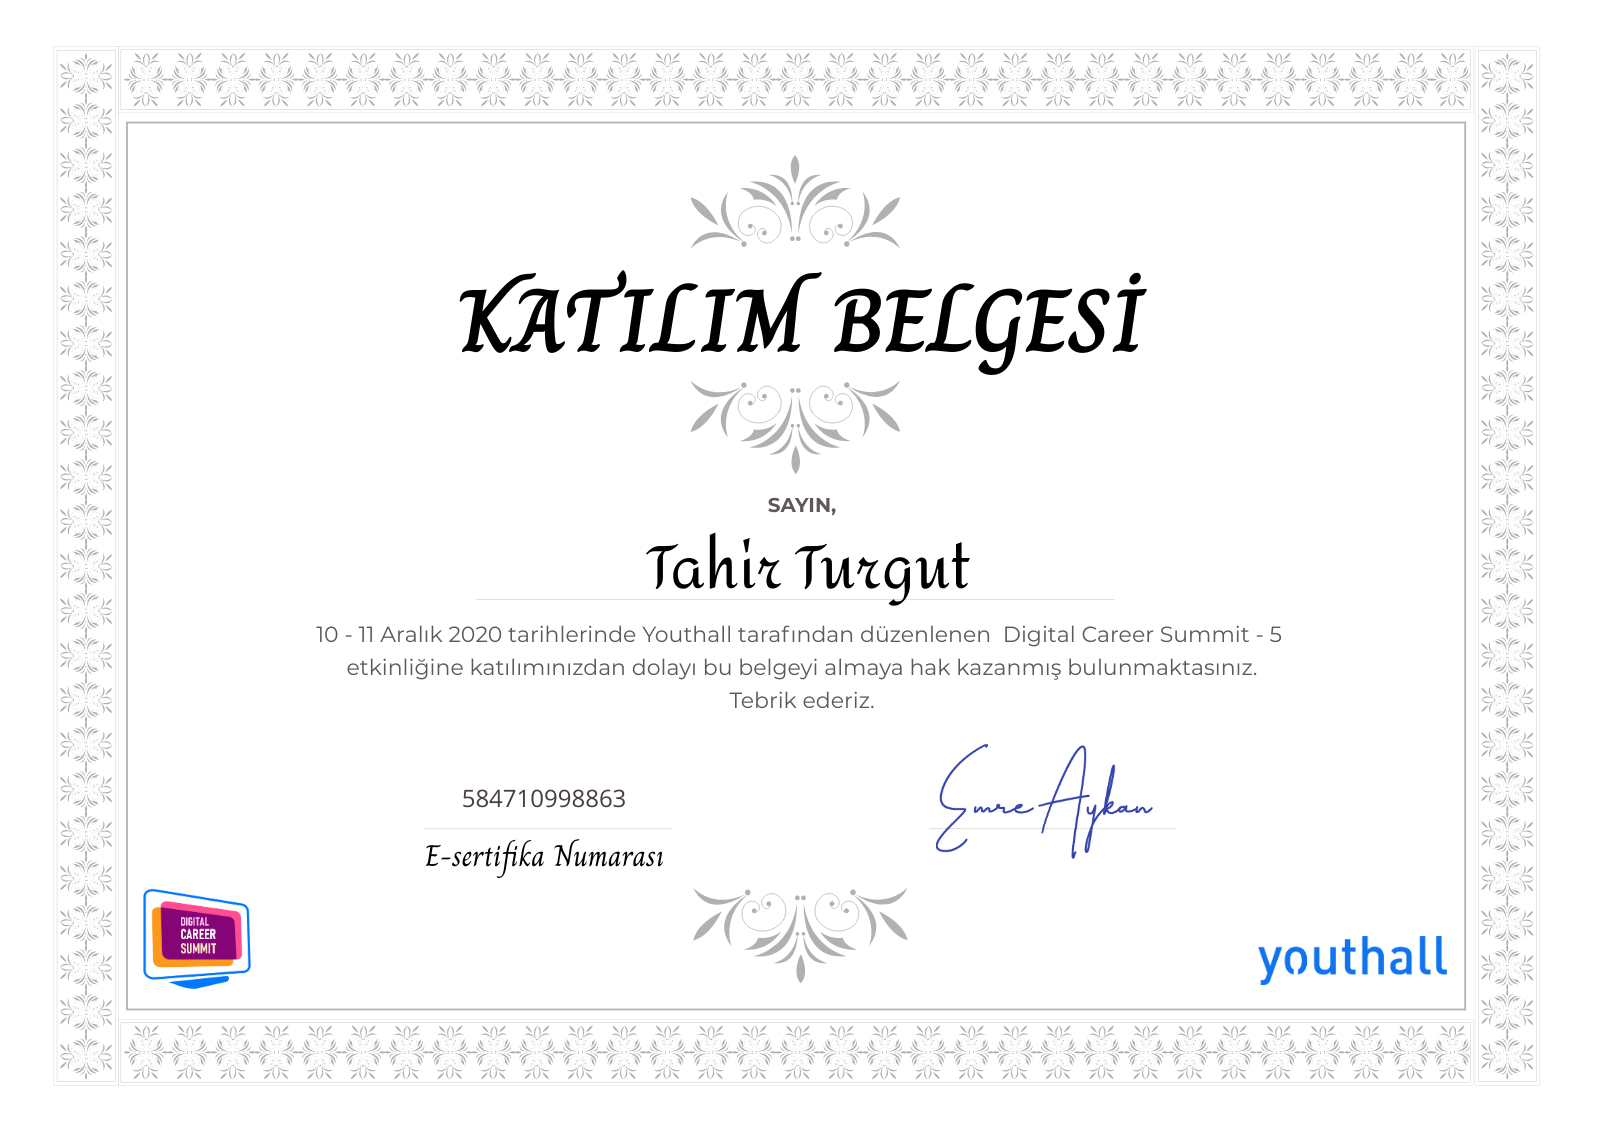 KATILIM BELGESİ
SAYIN,
Tahir Turgut
10 - 11 Aralık 2020 tarihlerinde Youthall tarafından düzenlenen Digital Career Summit - 5
etkinliğine katılımınızdan dolayı bu belgeyi almaya hak kazanmış bulunmaktasınız.
Tebrik ederiz.
584710998863
Emre Aykan
E-sertifika Numarası
DIGITAL
CAREER
SUMMIT
youthall